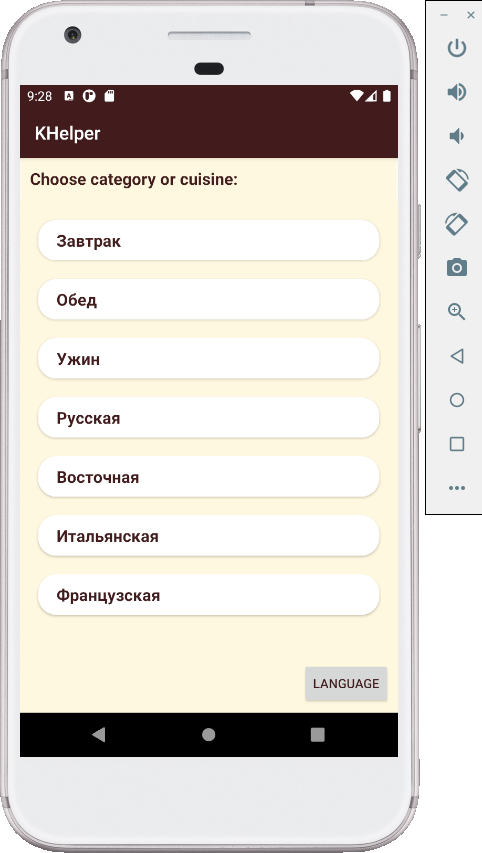 9:28
KHelper
Choose category or cuisine:
Завтрак
Обед
Ужин
Русская
Восточная
Итальянская
Французская
LANGUAGE